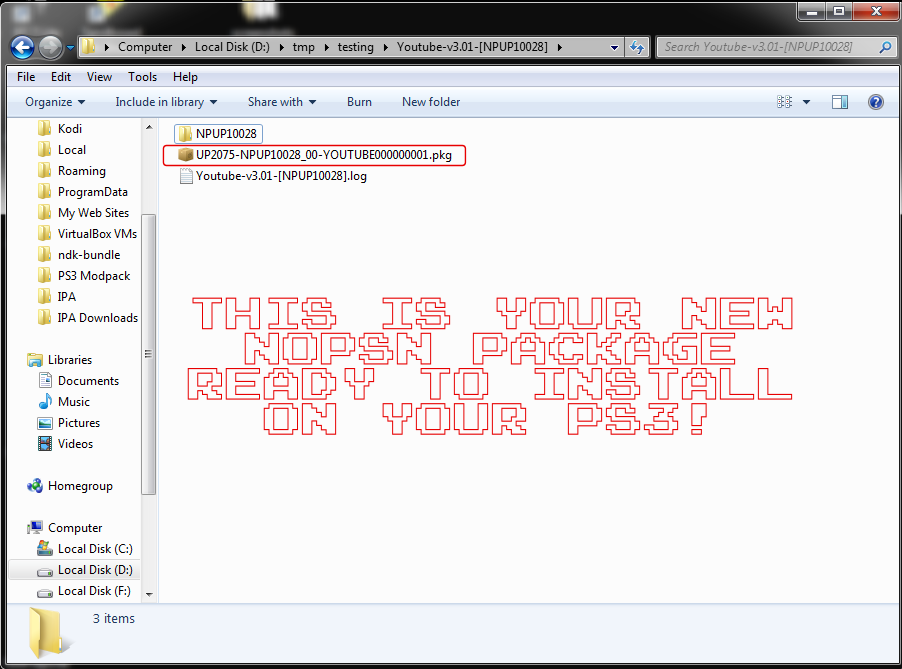 Computer ▸ Local Disk (D:) ▸ tmp ▸ testing ▸ Youtube-v3.01-[NPUP10028] ▸
Search Youtube-v3.01-[NPUP10028]
File Edit View Tools Help
Organize Include in library Share with Burn New folder
Kodi
Local
Roaming
ProgramData
My Web Sites
VirtualBox VMs
ndk-bundle
PS3 Modpack
IPA
IPA Downloads
Libraries
Documents
Music
Pictures
Videos
Homegroup
Computer
Local Disk (C:)
Local Disk (D:)
Local Disk (F:)
NPUP10028
UP2075-NPUP10028_00-YOUTUBE000000001.pkg
Youtube-v3.01-[NPUP10028].log
THIS IS YOUR NEW
NOPSN PACKAGE
READY TO INSTALL
ON YOUR PS3!
3 items